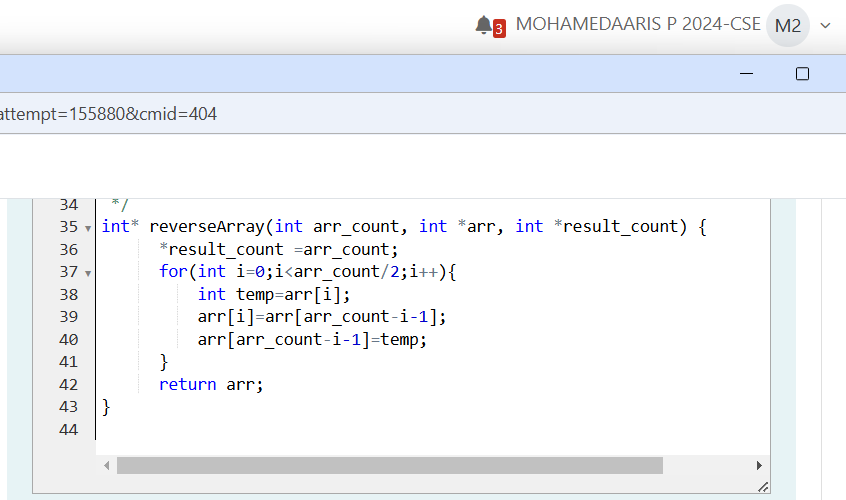 3
MOHAMEDAARIS P 2024-CSE M2
attempt=155880&cmid=404
34 */
35 int* reverseArray(int arr_count, int *arr, int *result_count) {
36 *result_count =arr_count;
37 for(int i=0;i<arr_count/2;i++){
38 int temp=arr[i];
39 arr[i]=arr[arr_count-i-1];
40 arr[arr_count-i-1]=temp;
41 }
42 return arr;
43 }
44